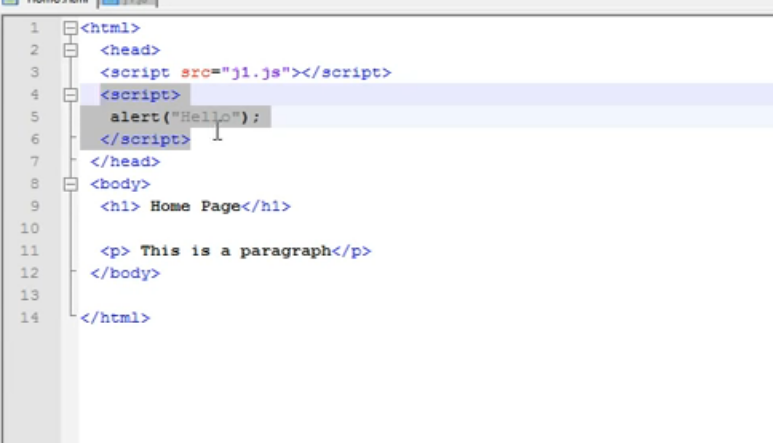 1 <html>
2 <head>
3 <script src="j1.js"></script>
4 <script>
5 alert("Hello");
6 </script>
7 </head>
8 <body>
9 <h1> Home Page</h1>
10
11 <p> This is a paragraph</p>
12 </body>
13
14 </html>